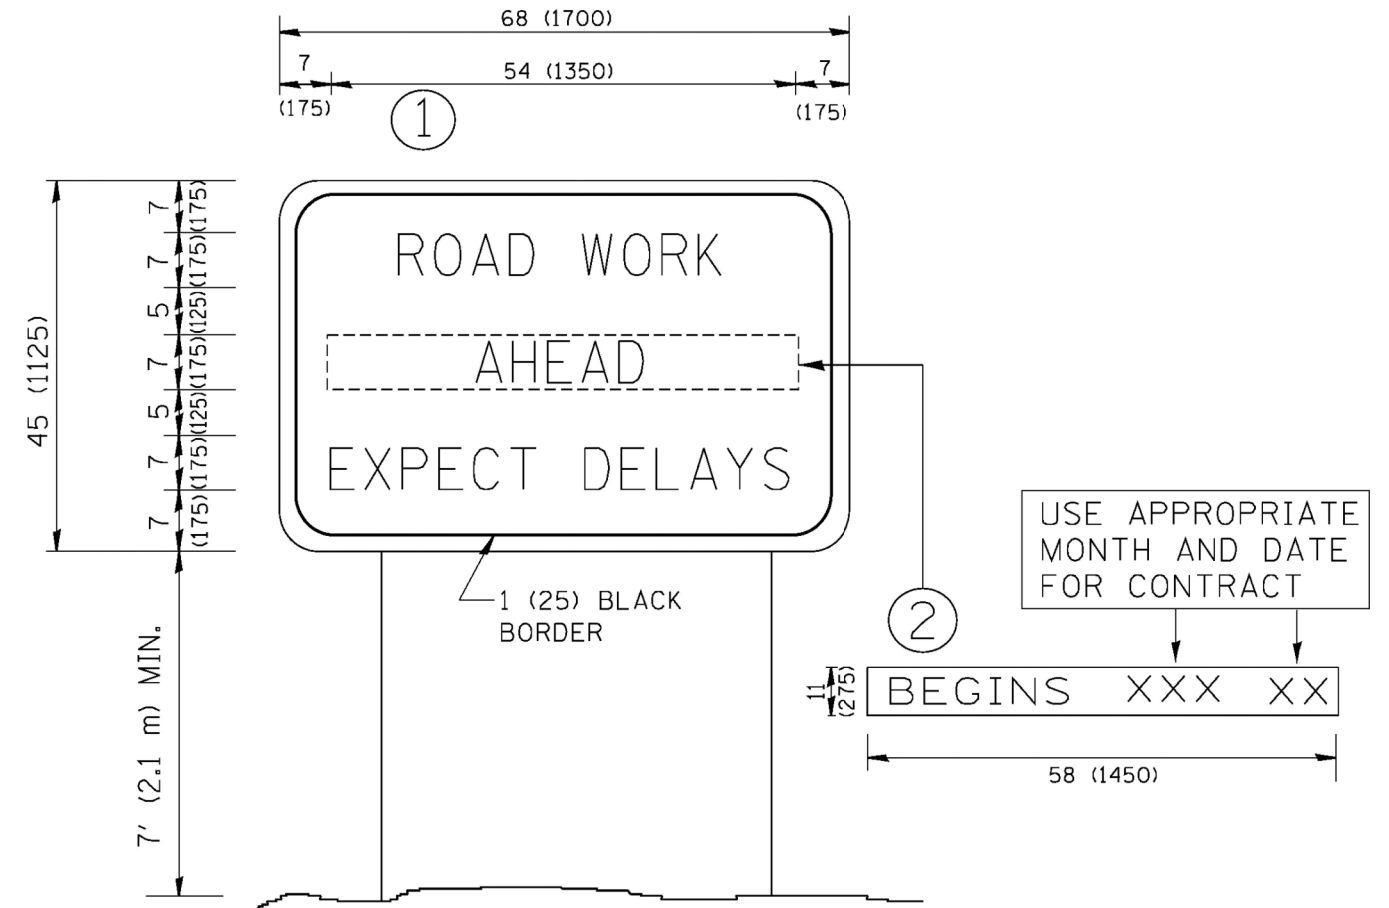 68 (1700)
7
54 (1350)
7
(175)
(175)
1
7
(175)
7
(175)
5
(125)
7
(175)
5
(125)
7
(175)
7
(175)
45 (1125)
ROAD WORK
AHEAD
EXPECT DELAYS
1 (25) BLACK
BORDER
7' (2.1 m) MIN.
USE APPROPRIATE
MONTH AND DATE
FOR CONTRACT
2
11
(275)
BEGINS XXX XX
58 (1450)